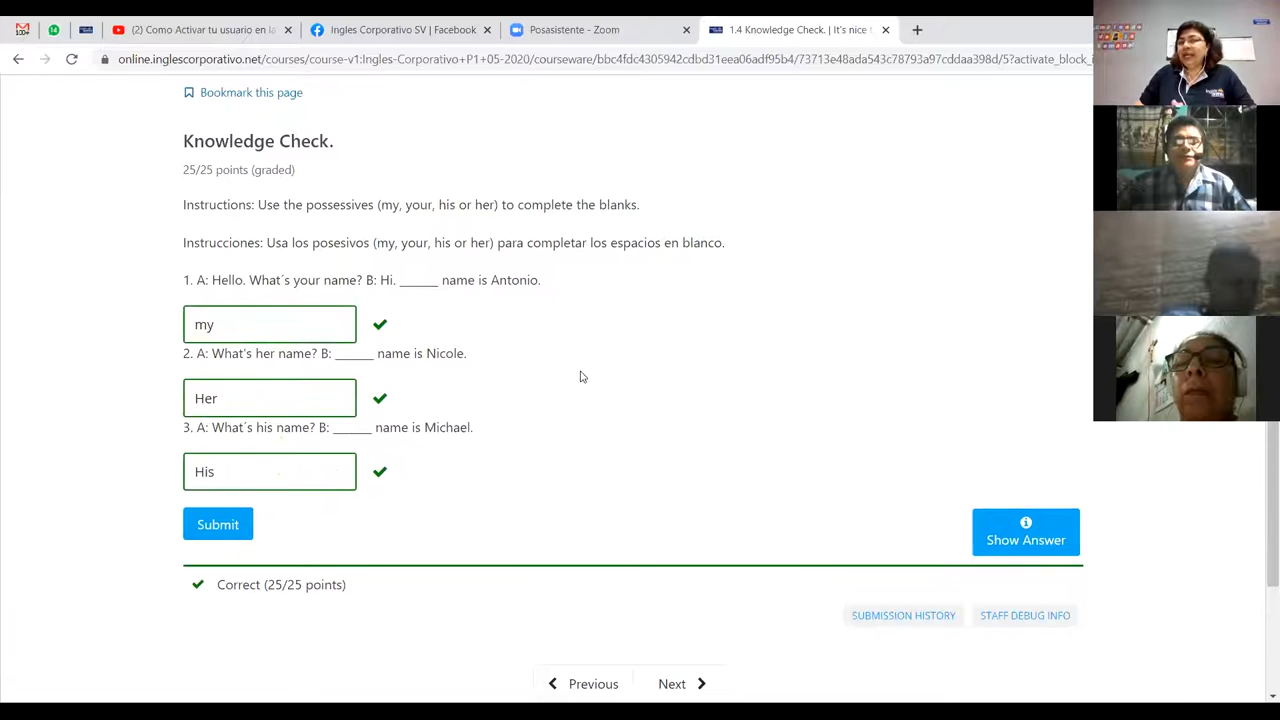 (2) Como Activar tu usuario en la
Ingles Corporativo SV | Facebook
Posasistente - Zoom
1.4 Knowledge Check. | it's nice t
online.inglescorporativo.net/courses/course-v1:Ingles-Corporativo+P1+05-2020/courseware/bbc4fdc4305942cdbd31eea06adf95b4/73713e48ada543c78793a97cddaa398d/5?activate_block_i
Bookmark this page
Knowledge Check.
25/25 points (graded)
Instructions: Use the possessives (my, your, his or her) to complete the blanks.
Instrucciones: Usa los posesivos (my, your, his or her) para completar los espacios en blanco.
1. A: Hello. What´s your name? B: Hi. ______ name is Antonio.
my
2. A: What's her name? B: ______ name is Nicole.
Her
3. A: What´s his name? B: ______ name is Michael.
His
Submit
Show Answer
Correct (25/25 points)
SUBMISSION HISTORY
STAFF DEBUG INFO
Previous
Next